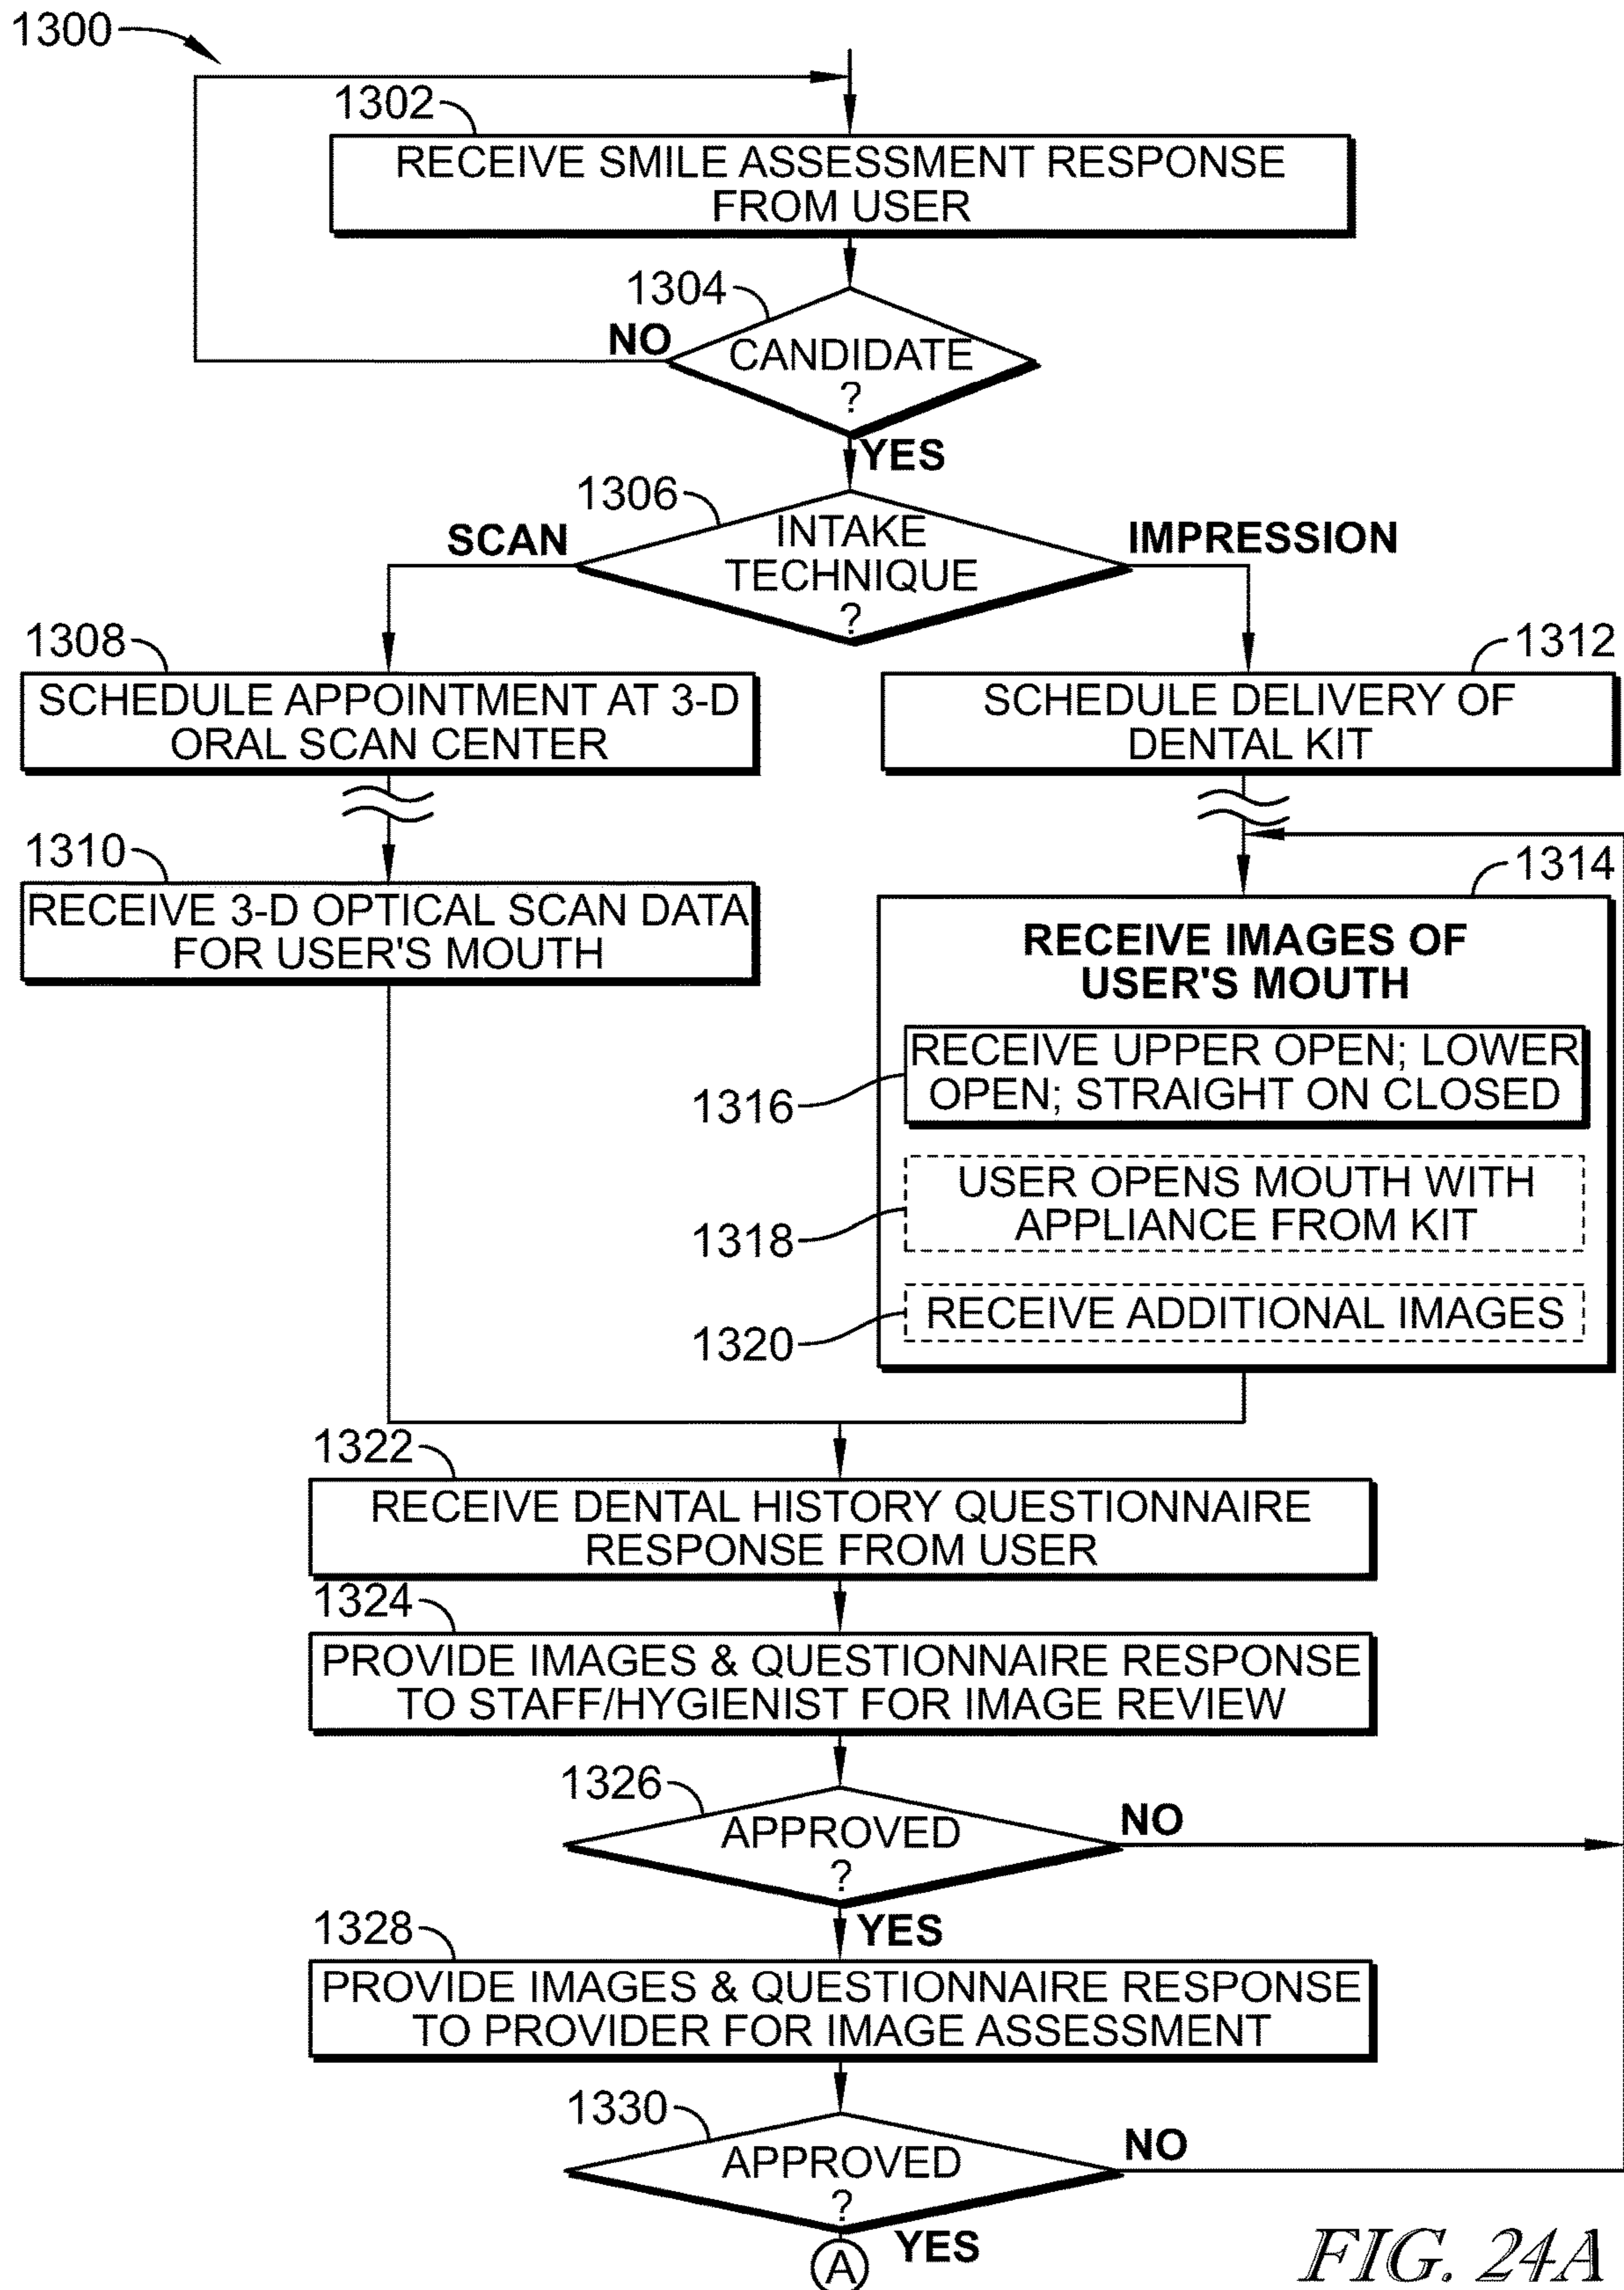 1300
1302
RECEIVE SMILE ASSESSMENT RESPONSE
FROM USER
1304
NO
CANDIDATE
?
YES
1306
SCAN
INTAKE
TECHNIQUE
?
IMPRESSION
1308
SCHEDULE APPOINTMENT AT 3-D
ORAL SCAN CENTER
1312
SCHEDULE DELIVERY OF
DENTAL KIT
1310
RECEIVE 3-D OPTICAL SCAN DATA
FOR USER'S MOUTH
1314
RECEIVE IMAGES OF
USER'S MOUTH
1316
RECEIVE UPPER OPEN; LOWER
OPEN; STRAIGHT ON CLOSED
1318
USER OPENS MOUTH WITH
APPLIANCE FROM KIT
1320
RECEIVE ADDITIONAL IMAGES
1322
RECEIVE DENTAL HISTORY QUESTIONNAIRE
RESPONSE FROM USER
1324
PROVIDE IMAGES & QUESTIONNAIRE RESPONSE
TO STAFF/HYGIENIST FOR IMAGE REVIEW
1326
APPROVED
?
NO
YES
1328
PROVIDE IMAGES & QUESTIONNAIRE RESPONSE
TO PROVIDER FOR IMAGE ASSESSMENT
1330
APPROVED
?
NO
YES
A
FIG. 24A